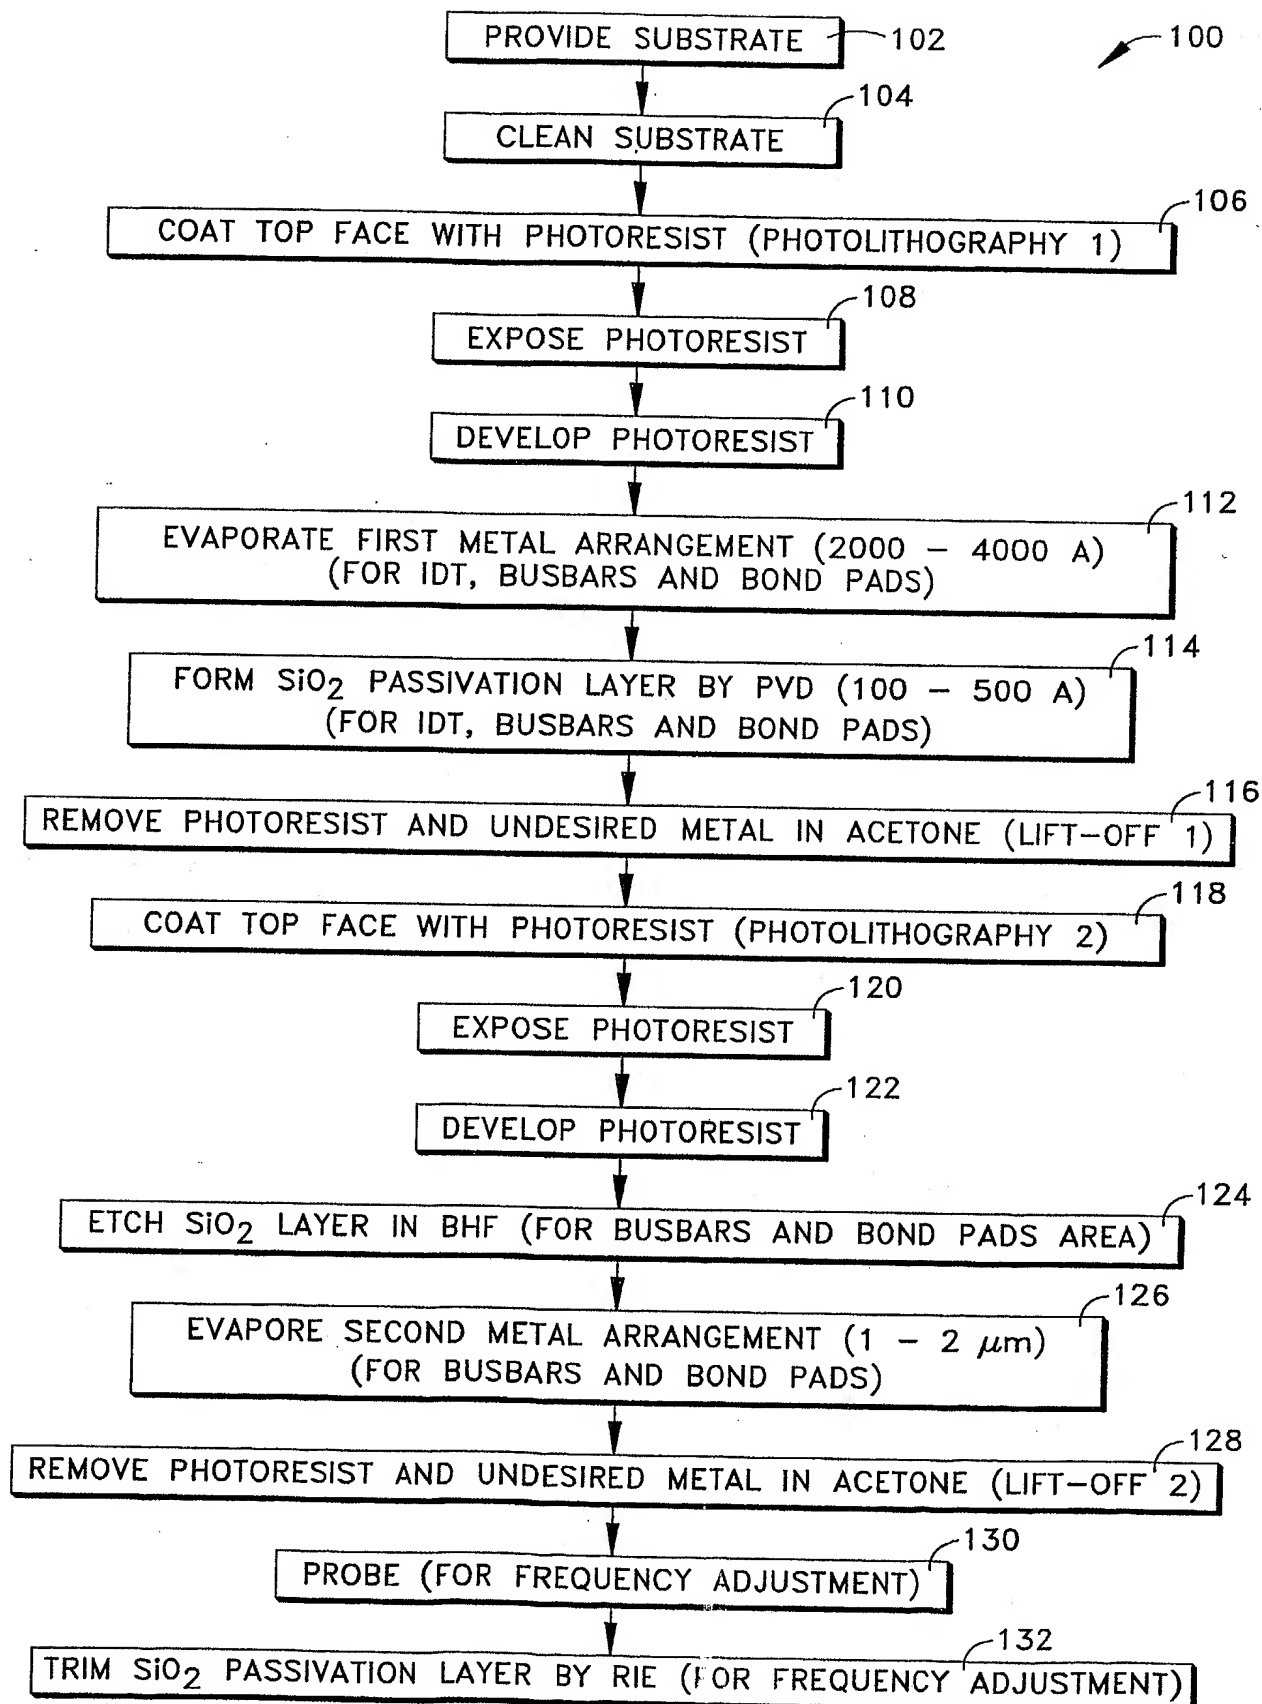 PROVIDE SUBSTRATE 102
100
104
CLEAN SUBSTRATE
106
COAT TOP FACE WITH PHOTORESIST (PHOTOLITHOGRAPHY 1)
108
EXPOSE PHOTORESIST
110
DEVELOP PHOTORESIST
112
EVAPORATE FIRST METAL ARRANGEMENT (2000 – 4000 A)
(FOR IDT, BUSBARS AND BOND PADS)
114
FORM SiO2 PASSIVATION LAYER BY PVD (100 – 500 A)
(FOR IDT, BUSBARS AND BOND PADS)
116
REMOVE PHOTORESIST AND UNDESIRED METAL IN ACETONE (LIFT–OFF 1)
118
COAT TOP FACE WITH PHOTORESIST (PHOTOLITHOGRAPHY 2)
120
EXPOSE PHOTORESIST
122
DEVELOP PHOTORESIST
124
ETCH SiO2 LAYER IN BHF (FOR BUSBARS AND BOND PADS AREA)
126
EVAPORE SECOND METAL ARRANGEMENT (1 – 2 μm)
(FOR BUSBARS AND BOND PADS)
128
REMOVE PHOTORESIST AND UNDESIRED METAL IN ACETONE (LIFT–OFF 2)
130
PROBE (FOR FREQUENCY ADJUSTMENT)
132
TRIM SiO2 PASSIVATION LAYER BY RIE (FOR FREQUENCY ADJUSTMENT)